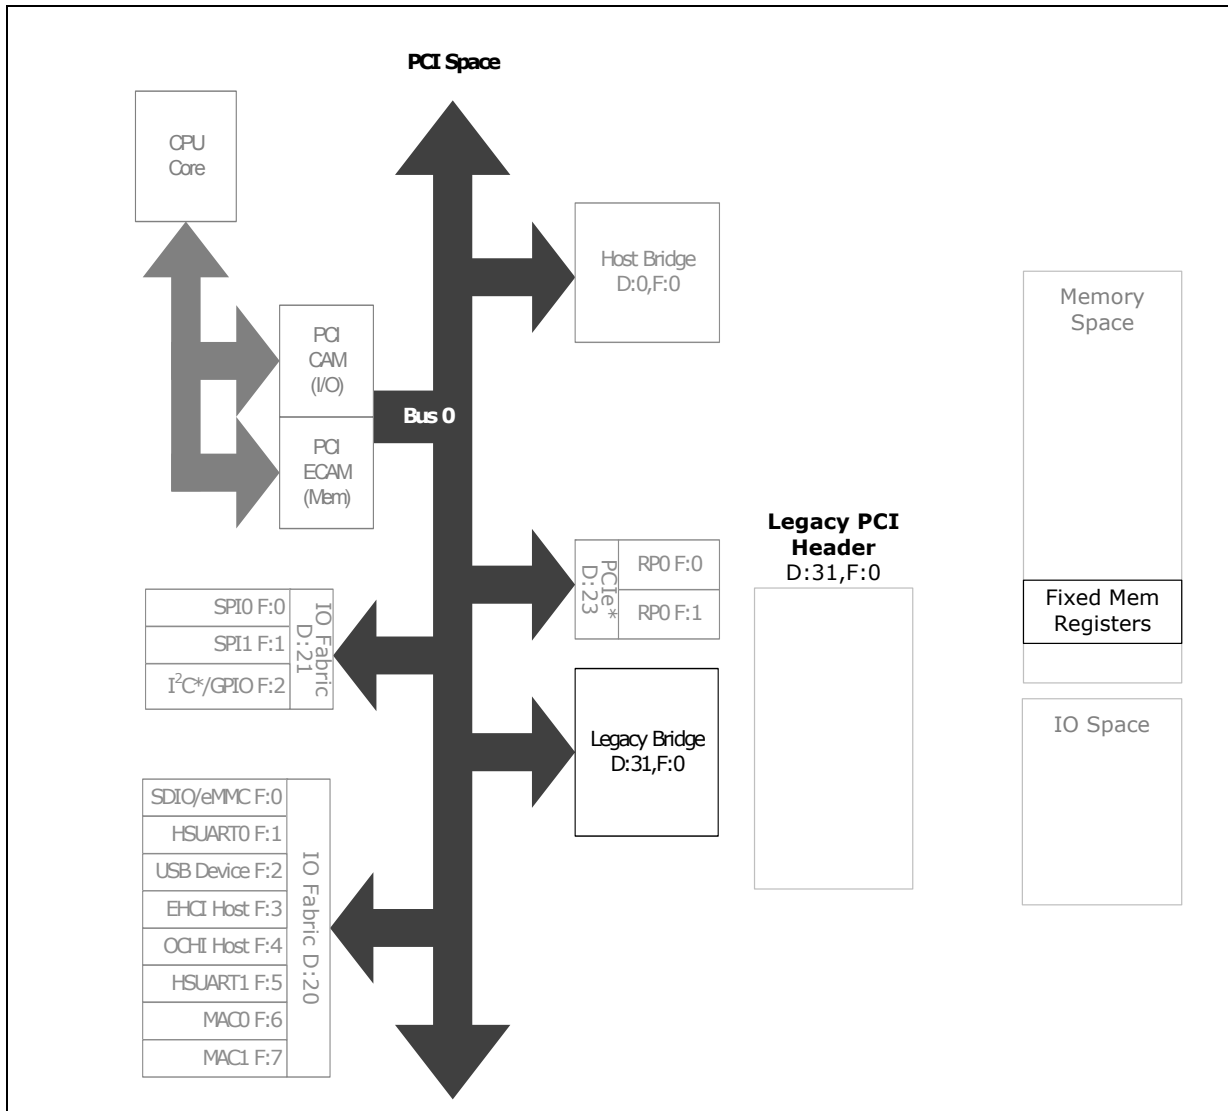 PCI Space
CPU
Core
Host Bridge
D:0,F:0
Memory
Space
PCI
CAM
(I/O)
Bus 0
PCI
ECAM
(Mem)
Legacy PCI
Header
D:31,F:0
PCIe*
D:23
RP0 F:0
RP0 F:1
Fixed Mem
Registers
SPI0 F:0
SPI1 F:1
I²C*/GPIO F:2
IO Fabric
D:21
Legacy Bridge
D:31,F:0
IO Space
SDIO/eMMC F:0
HSUART0 F:1
USB Device F:2
EHCI Host F:3
OCHI Host F:4
HSUART1 F:5
MAC0 F:6
MAC1 F:7
IO Fabric D:20